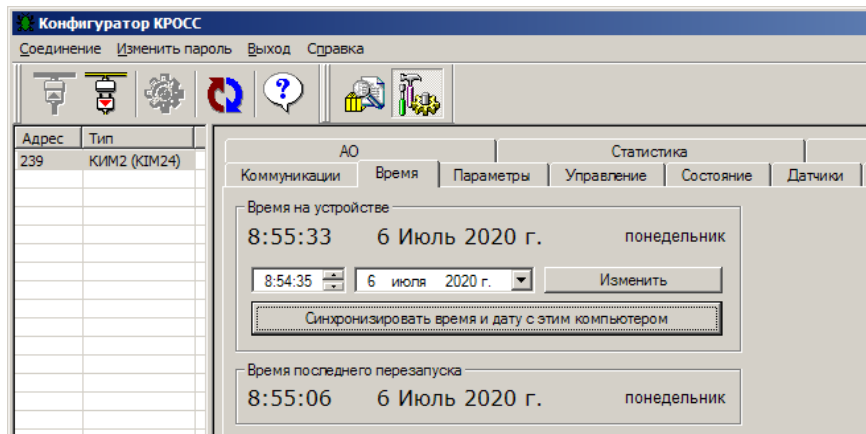 Конфигуратор КРОСС
Соединение Изменить пароль Выход Справка
?
Адрес Тип
239 КИМ2 (KIM24)
АО Статистика
Коммуникации Время Параметры Управление Состояние Датчики
Время на устройстве
8:55:33 6 Июль 2020 г. понедельник
8:54:35 6 июля 2020 г. Изменить
Синхронизировать время и дату с этим компьютером
Время последнего перезапуска
8:55:06 6 Июль 2020 г. понедельник